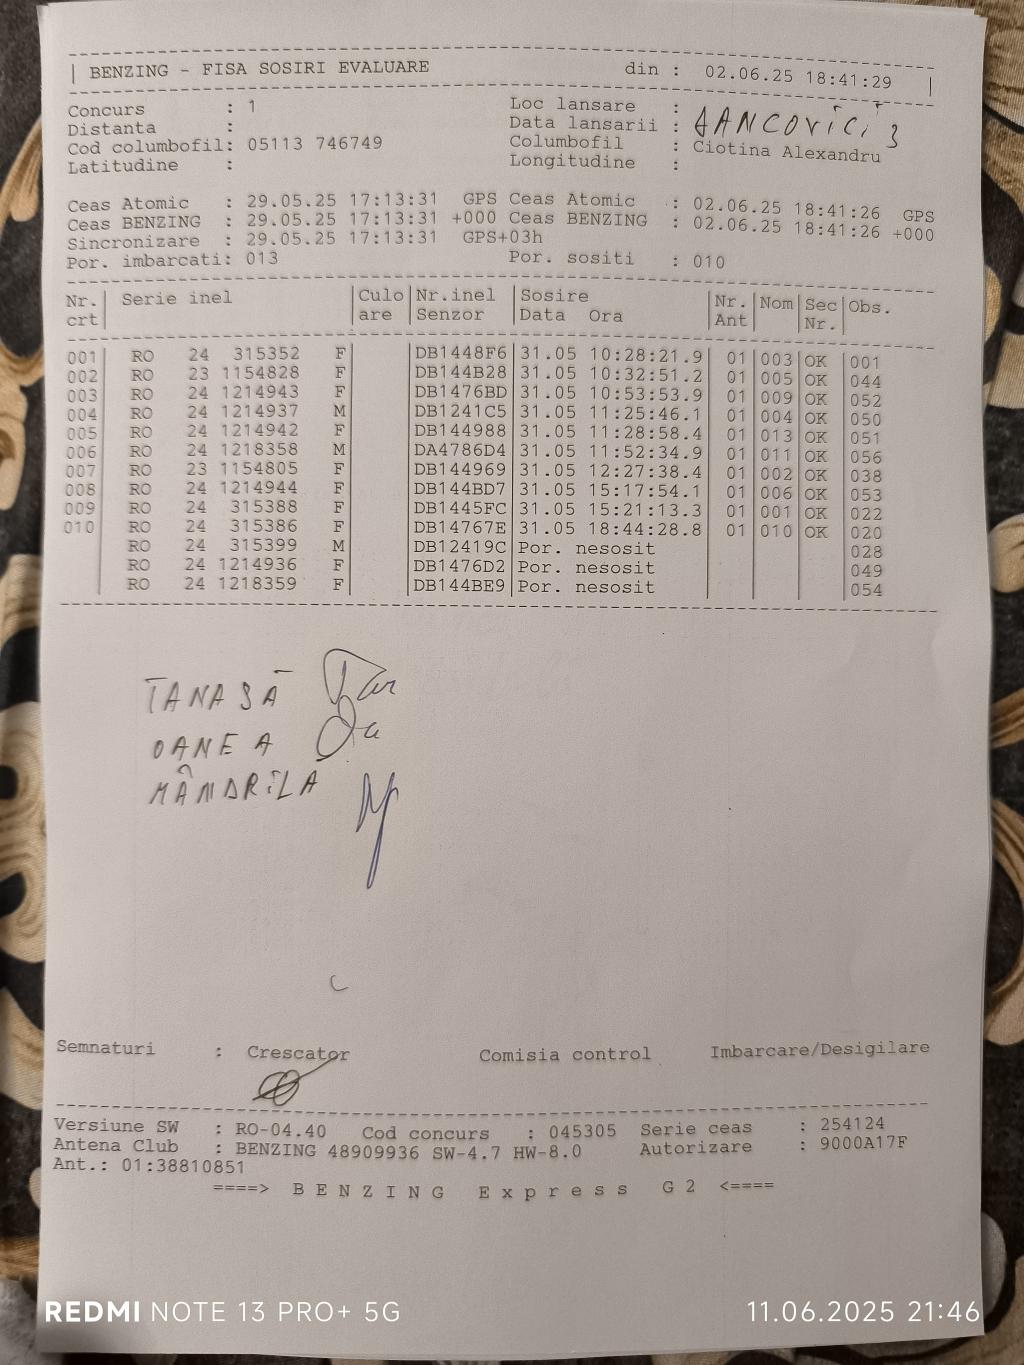 BENZING - FISA SOSIRI EVALUARE din : 02.06.25 18:41:29
Concurs : 1 Loc lansare :
Distanta : Data lansarii :
Cod columbofil: 05113 746749 Columbofil : Ciotina Alexandru
Latitudine : Longitudine :
Ceas Atomic : 29.05.25 17:13:31 GPS Ceas Atomic : 02.06.25 18:41:26 GPS
Ceas BENZING : 29.05.25 17:13:31 +000 Ceas BENZING : 02.06.25 18:41:26 +000
Sincronizare : 29.05.25 17:13:31 GPS+03h
Por. imbarcati: 013 Por. sositi : 010
Nr. Serie inel Culo Nr.inel Sosire Nr. Nom Sec Obs.
crt are Senzor Data Ora Ant Nr.
001 RO 24 315352 F DB1448F6 31.05 10:28:21.9 01 003 OK 001
002 RO 23 1154828 F DB144B28 31.05 10:32:51.2 01 005 OK 044
003 RO 24 1214943 F DB1476BD 31.05 10:53:53.9 01 009 OK 052
004 RO 24 1214937 M DB1241C5 31.05 11:25:46.1 01 004 OK 050
005 RO 24 1214942 F DB144988 31.05 11:28:58.4 01 013 OK 051
006 RO 24 1218358 M DA4786D4 31.05 11:52:34.9 01 011 OK 056
007 RO 23 1154805 F DB144969 31.05 12:27:38.4 01 002 OK 038
008 RO 24 1214944 F DB144BD7 31.05 15:17:54.1 01 006 OK 053
009 RO 24 315388 F DB1445FC 31.05 15:21:13.3 01 001 OK 022
010 RO 24 315386 F DB14767E 31.05 18:44:28.8 01 010 OK 020
RO 24 315399 M DB12419C Por. nesosit 028
RO 24 1214936 F DB1476D2 Por. nesosit 049
RO 24 1218359 F DB144BE9 Por. nesosit 054
TANASĂ
OANEA
MÂNDRILA
Semnaturi : Crescator Comisia control Imbarcare/Desigilare
Versiune SW : RO-04.40 Cod concurs : 045305 Serie ceas : 254124
Antena Club : BENZING 48909936 SW-4.7 HW-8.0 Autorizare : 9000A17F
Ant.: 01:38810851
====> B E N Z I N G E x p r e s s G 2 <====
REDMI NOTE 13 PRO+ 5G 11.06.2025 21:46